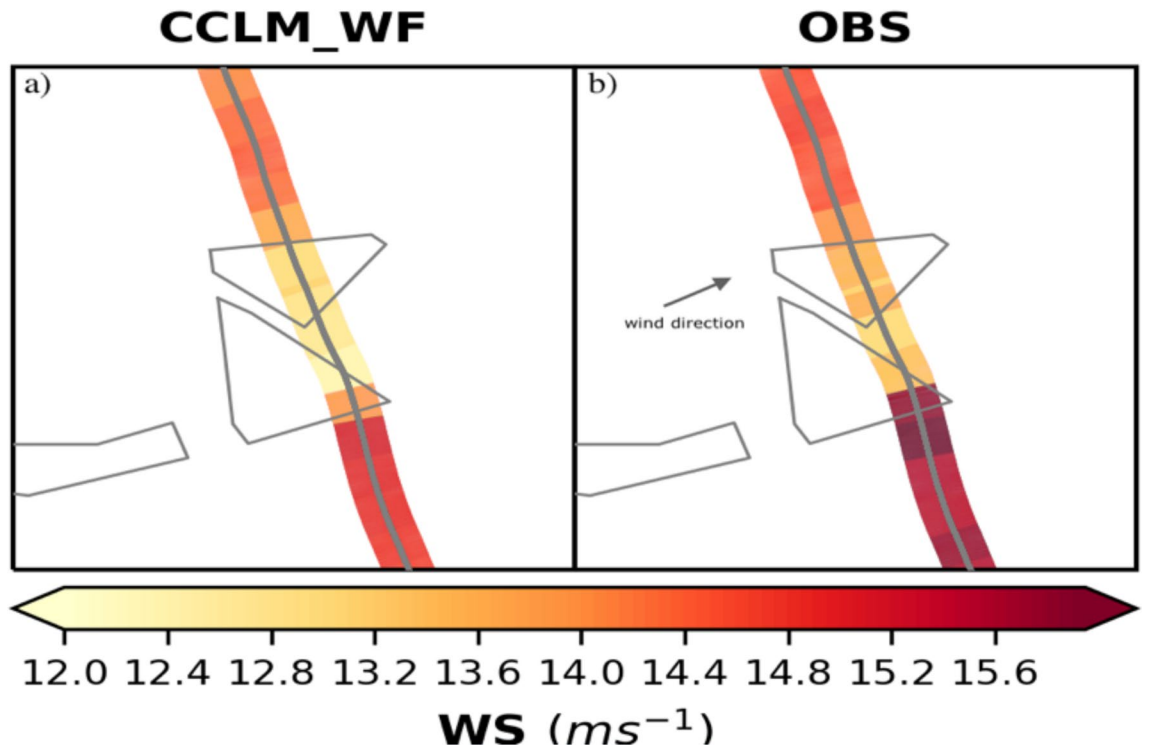 CCLM_WF OBS
a) b)
wind direction
12.0 12.4 12.8 13.2 13.6 14.0 14.4 14.8 15.2 15.6
WS (ms⁻¹)